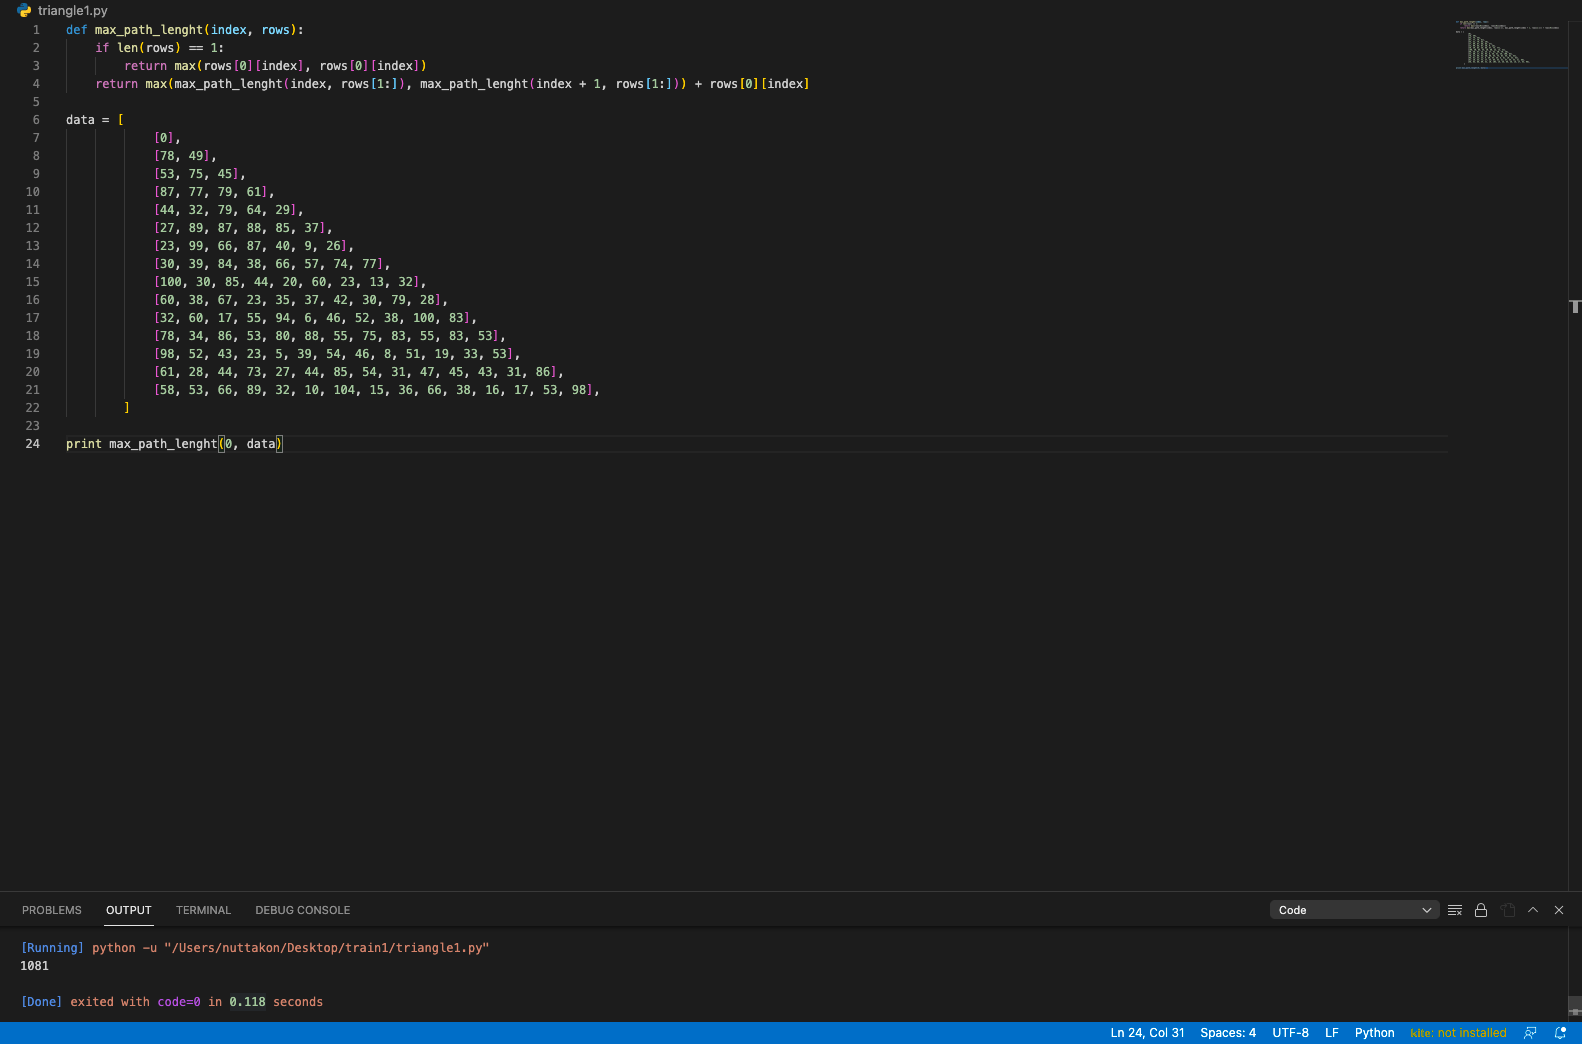 triangle1.py
1 def max_path_lenght(index, rows):
2 if len(rows) == 1:
3 return max(rows[0][index], rows[0][index])
4 return max(max_path_lenght(index, rows[1:]), max_path_lenght(index + 1, rows[1:])) + rows[0][index]
5
6 data = [
7 [0],
8 [78, 49],
9 [53, 75, 45],
10 [87, 77, 79, 61],
11 [44, 32, 79, 64, 29],
12 [27, 89, 87, 88, 85, 37],
13 [23, 99, 66, 87, 40, 9, 26],
14 [30, 39, 84, 38, 66, 57, 74, 77],
15 [100, 30, 85, 44, 20, 60, 23, 13, 32],
16 [60, 38, 67, 23, 35, 37, 42, 30, 79, 28],
17 [32, 60, 17, 55, 94, 6, 46, 52, 38, 100, 83],
18 [78, 34, 86, 53, 80, 88, 55, 75, 83, 55, 83, 53],
19 [98, 52, 43, 23, 5, 39, 54, 46, 8, 51, 19, 33, 53],
20 [61, 28, 44, 73, 27, 44, 85, 54, 31, 47, 45, 43, 31, 86],
21 [58, 53, 66, 89, 32, 10, 104, 15, 36, 66, 38, 16, 17, 53, 98],
22 ]
23
24 print max_path_lenght(0, data)
PROBLEMS OUTPUT TERMINAL DEBUG CONSOLE Code
[Running] python -u "/Users/nuttakon/Desktop/train1/triangle1.py"
1081
[Done] exited with code=0 in 0.118 seconds
Ln 24, Col 31 Spaces: 4 UTF-8 LF Python kite: not installed